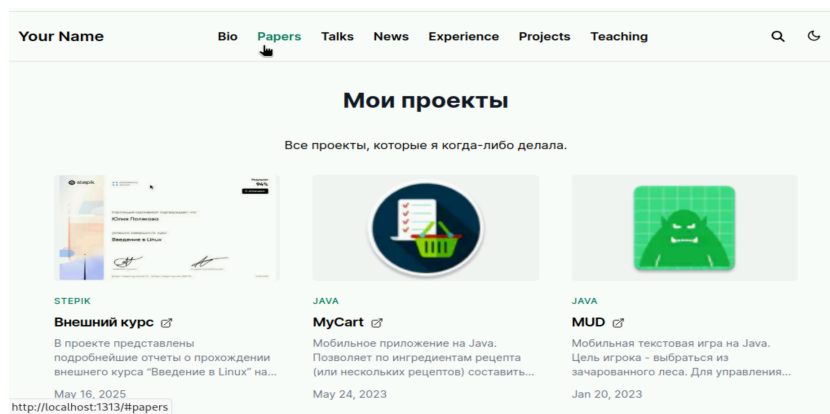 Your Name
Bio Papers Talks News Experience Projects Teaching
Мои проекты
Все проекты, которые я когда-либо делала.
stepik
94%
Юлия Полякова
Введение в Linux
STEPIK
Внешний курс
В проекте представлены
подробнейшие отчеты о прохождении
внешнего курса “Введение в Linux” на...
May 16, 2025
JAVA
MyCart
Мобильное приложение на Java.
Позволяет по ингредиентам рецепта
(или нескольких рецептов) составить...
May 24, 2023
JAVA
MUD
Мобильная текстовая игра на Java.
Цель игрока - выбраться из
зачарованного леса. Для управления...
Jan 20, 2023
http://localhost:1313/#papers